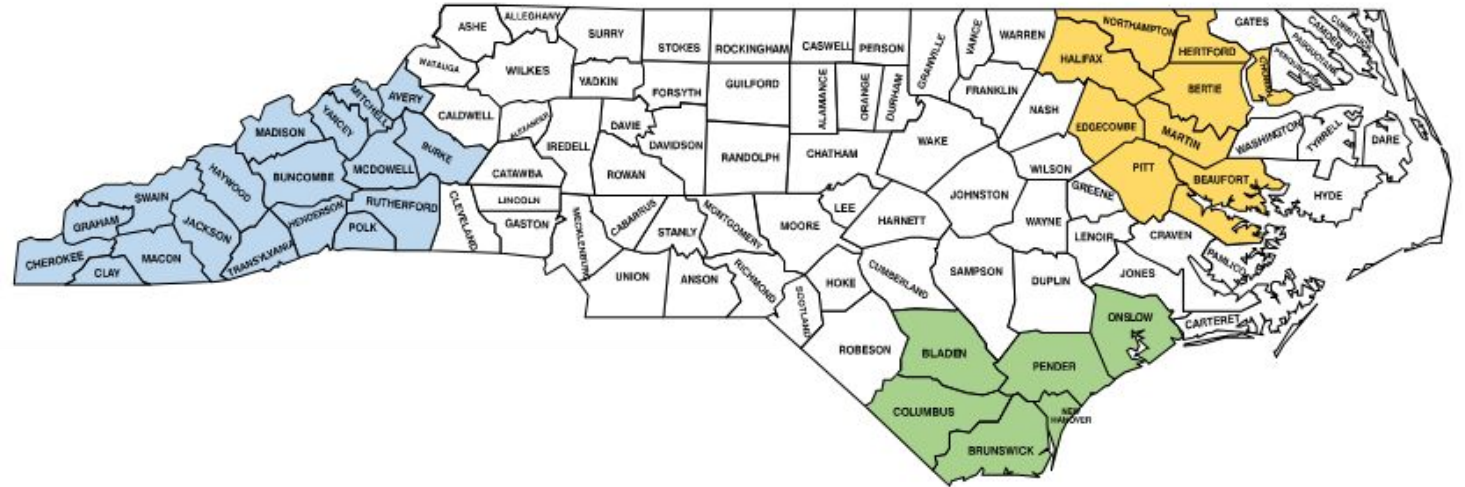 ASHE
ALLEGHANY
SURRY
STOKES
ROCKINGHAM
CASWELL
PERSON
GRANVILLE
VANCE
WARREN
NORTHAMPTON
GATES
CAMDEN
CURRITUCK
PASQUOTANK
PERQUIMANS
HERTFORD
HALIFAX
WATAUGA
WILKES
YADKIN
FORSYTH
GUILFORD
ALAMANCE
ORANGE
DURHAM
FRANKLIN
NASH
BERTIE
CHOWAN
AVERY
MITCHELL
YANCEY
CALDWELL
ALEXANDER
IREDELL
DAVIE
DAVIDSON
RANDOLPH
CHATHAM
WAKE
EDGECOMBE
MARTIN
WASHINGTON
TYRRELL
DARE
MADISON
BURKE
BUNCOMBE
MCDOWELL
CATAWBA
ROWAN
WILSON
PITT
BEAUFORT
HYDE
HAYWOOD
SWAIN
RUTHERFORD
LINCOLN
JOHNSTON
GREENE
GRAHAM
JACKSON
HENDERSON
POLK
CLEVELAND
GASTON
MECKLENBURG
CABARRUS
STANLY
MONTGOMERY
MOORE
LEE
HARNETT
WAYNE
LENOIR
CRAVEN
PAMLICO
CHEROKEE
CLAY
MACON
TRANSYLVANIA
UNION
ANSON
RICHMOND
SCOTLAND
HOKE
CUMBERLAND
SAMPSON
DUPLIN
JONES
CARTERET
ONSLOW
ROBESON
BLADEN
PENDER
COLUMBUS
NEW
HANOVER
BRUNSWICK